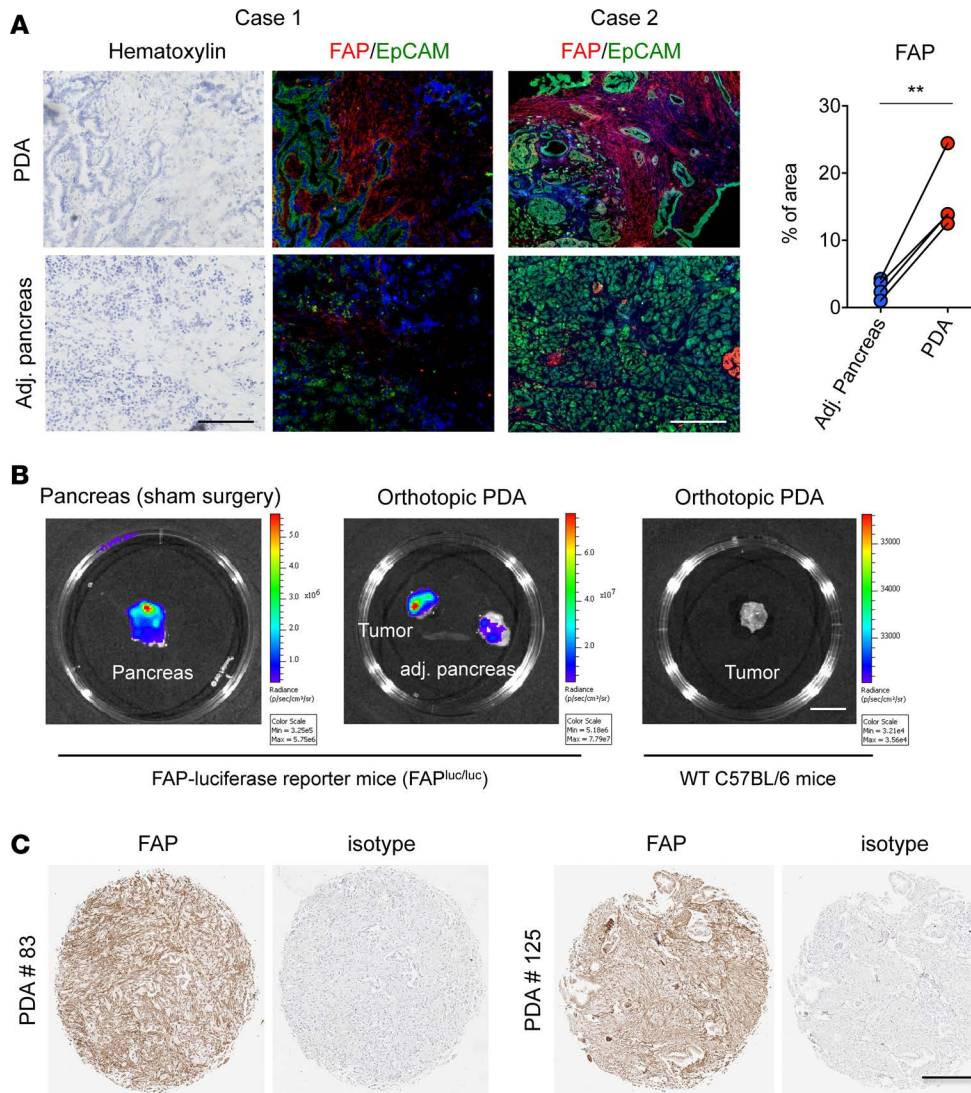 A
Case 1
Case 2
Hematoxylin
FAP/EpCAM
FAP/EpCAM
FAP
PDA
Adj. pancreas
**
30
20
10
0
% of area
Adj. Pancreas
PDA
B
Pancreas (sham surgery)
Orthotopic PDA
Orthotopic PDA
Pancreas
5.0
4.0
x10⁶
3.0
2.0
1.0
Radiance
(p/sec/cm²/sr)
Color Scale
Min = 3.25e5
Max = 5.75e6
Tumor
adj. pancreas
6.0
4.0
x10⁷
2.0
Radiance
(p/sec/cm²/sr)
Color Scale
Min = 5.18e6
Max = 7.79e7
Tumor
35000
34000
33000
Radiance
(p/sec/cm²/sr)
Color Scale
Min = 3.21e4
Max = 3.56e4
FAP-luciferase reporter mice (FAPˡᵘᶜ/ˡᵘᶜ)
WT C57BL/6 mice
C
FAP
isotype
FAP
isotype
PDA # 83
PDA # 125